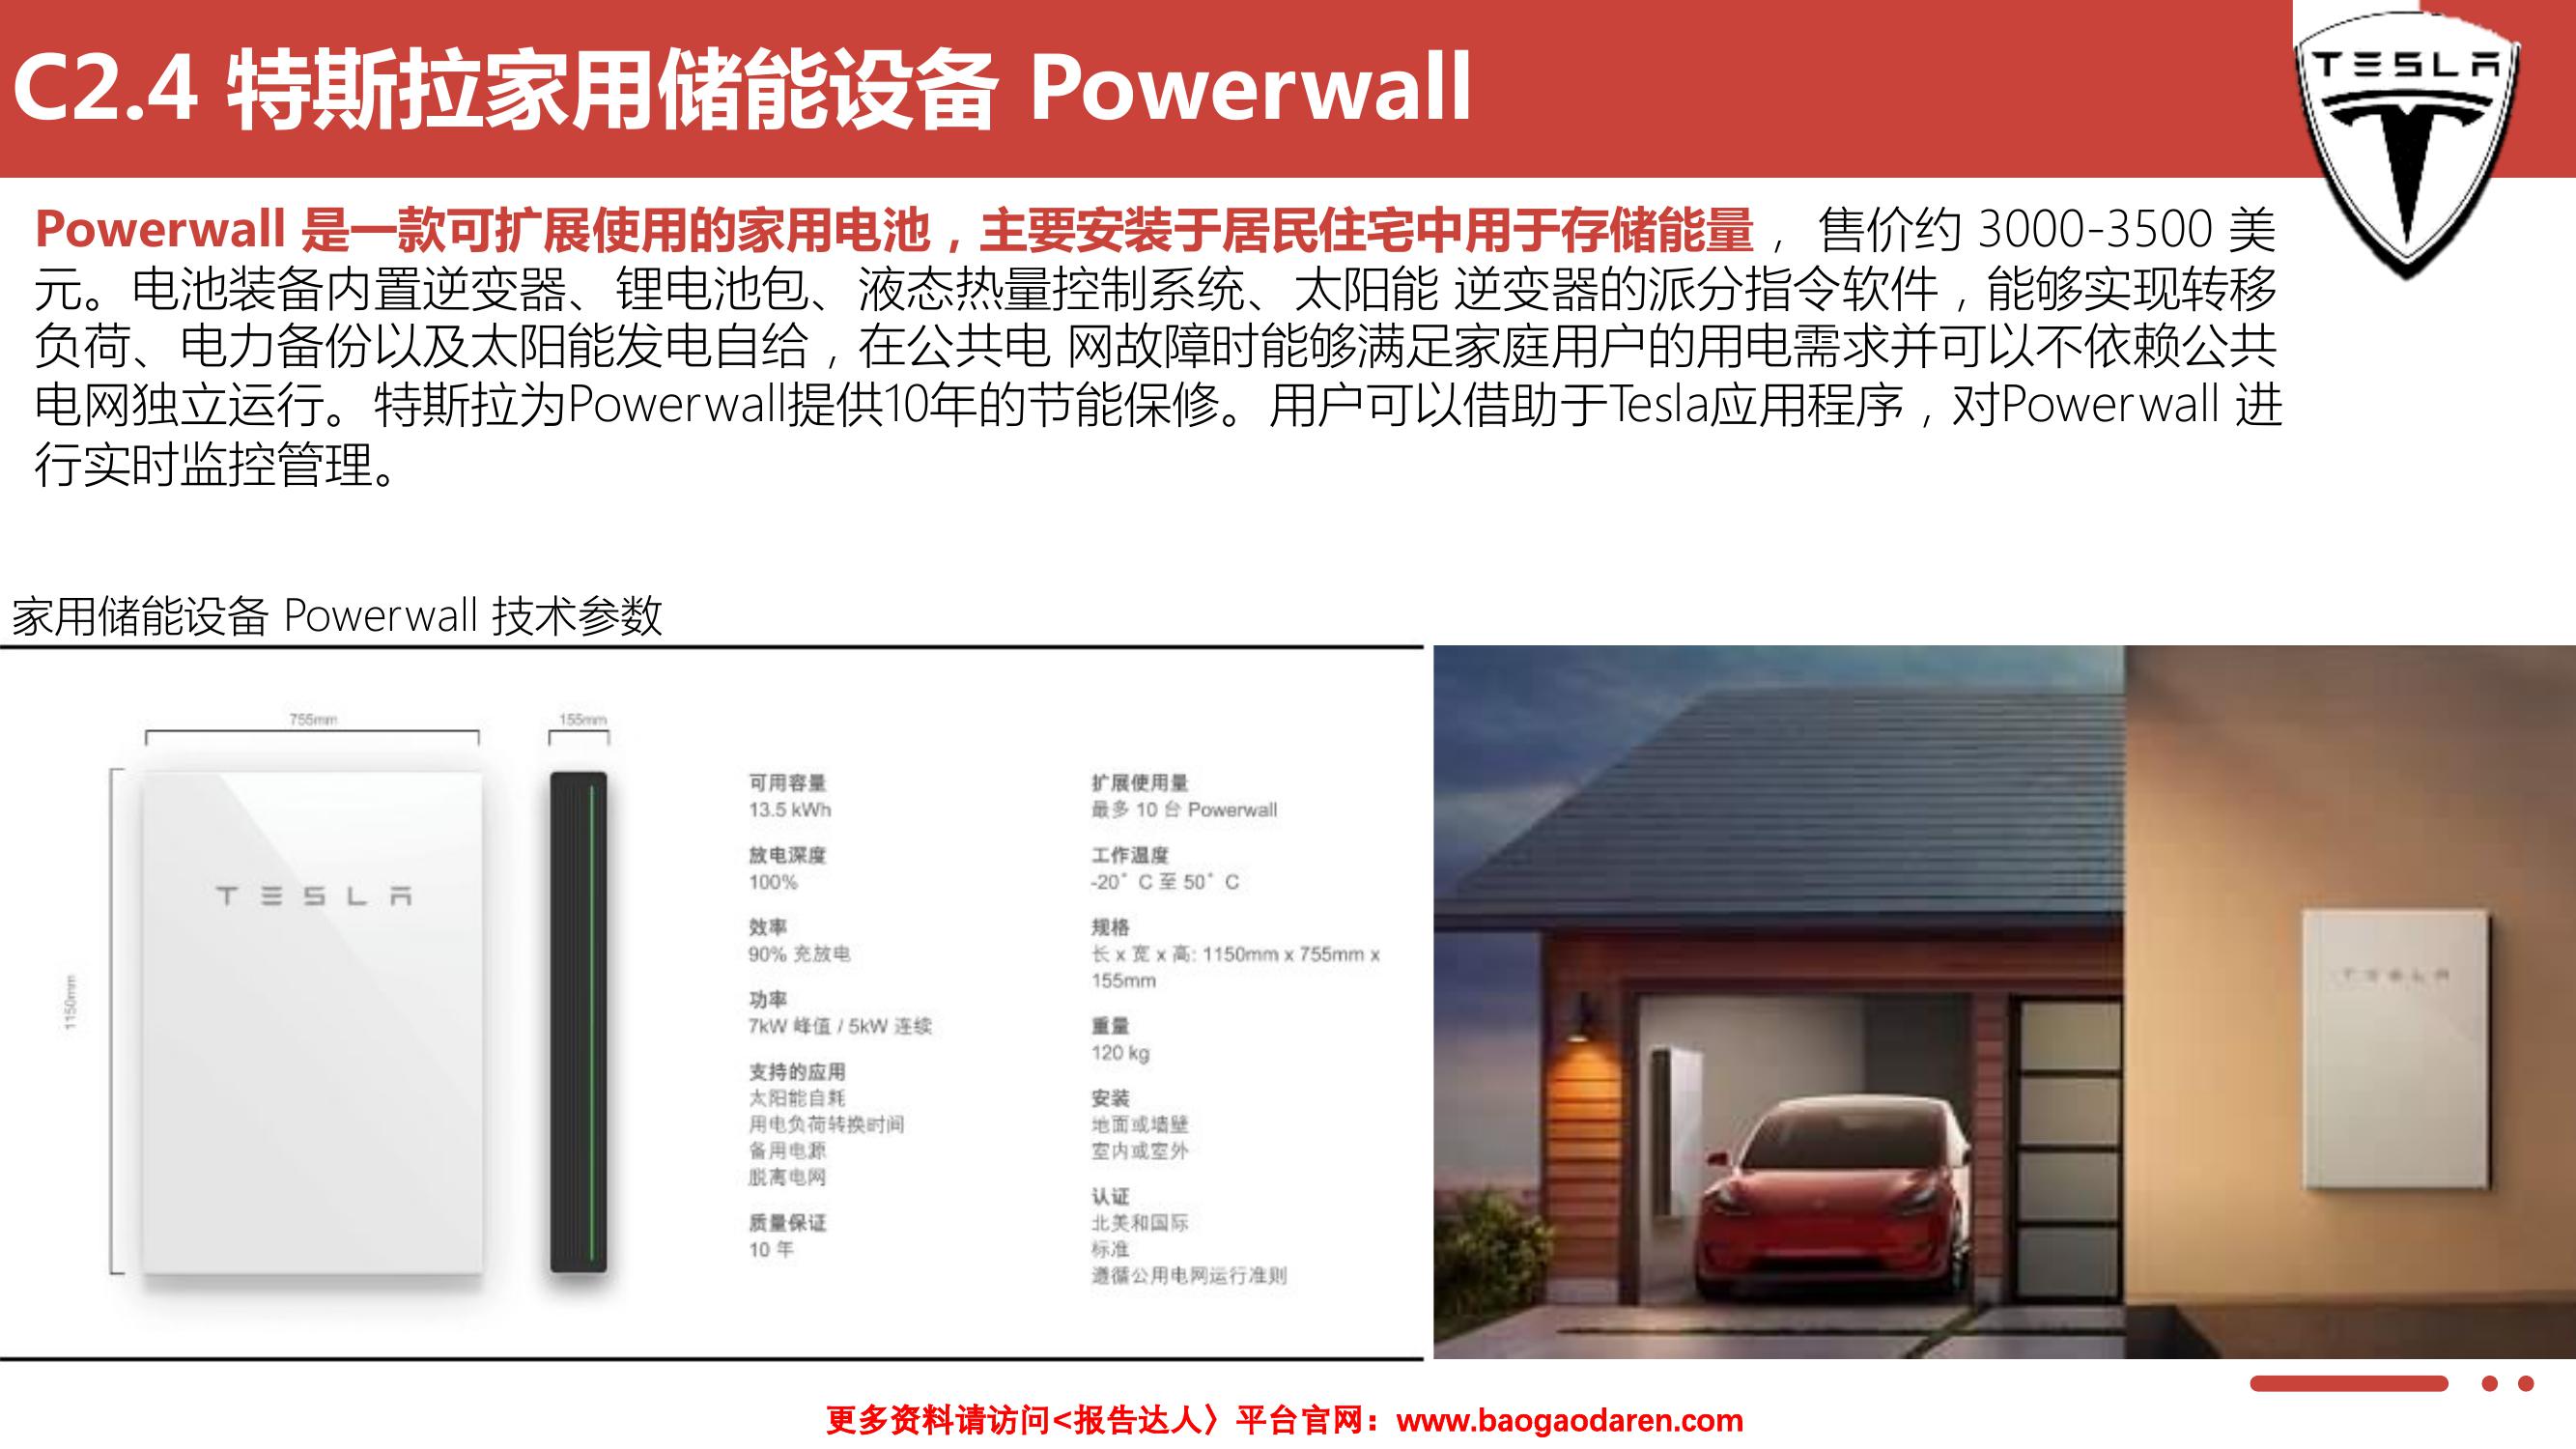 C2.4 特斯拉家用储能设备 Powerwall
TESLA
Powerwall 是一款可扩展使用的家用电池，主要安装于居民住宅中用于存储能量， 售价约 3000-3500 美
元。电池装备内置逆变器、锂电池包、液态热量控制系统、太阳能 逆变器的派分指令软件，能够实现转移
负荷、电力备份以及太阳能发电自给，在公共电 网故障时能够满足家庭用户的用电需求并可以不依赖公共
电网独立运行。特斯拉为Powerwall提供10年的节能保修。用户可以借助于Tesla应用程序，对Powerwall 进
行实时监控管理。
家用储能设备 Powerwall 技术参数
755mm
155mm
1150mm
TESLA
可用容量
13.5 kWh
放电深度
100%
效率
90% 充放电
功率
7kW 峰值 / 5kW 连续
支持的应用
太阳能自耗
用电负荷转换时间
备用电源
脱离电网
质量保证
10 年
扩展使用量
最多 10 台 Powerwall
工作温度
-20° C 至 50° C
规格
长 x 宽 x 高: 1150mm x 755mm x
155mm
重量
120 kg
安装
地面或墙壁
室内或室外
认证
北美和国际
标准
遵循公用电网运行准则
TESLA
更多资料请访问<报告达人〉平台官网：www.baogaodaren.com